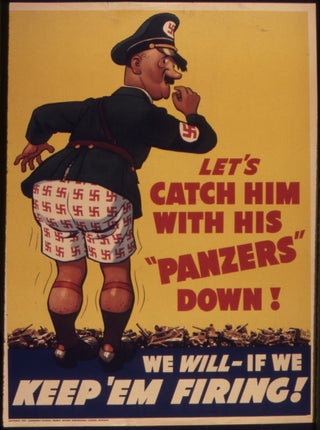 LET'S
CATCH HIM
WITH HIS
"PANZERS"
DOWN!
WE WILL-IF WE
KEEP 'EM FIRING!